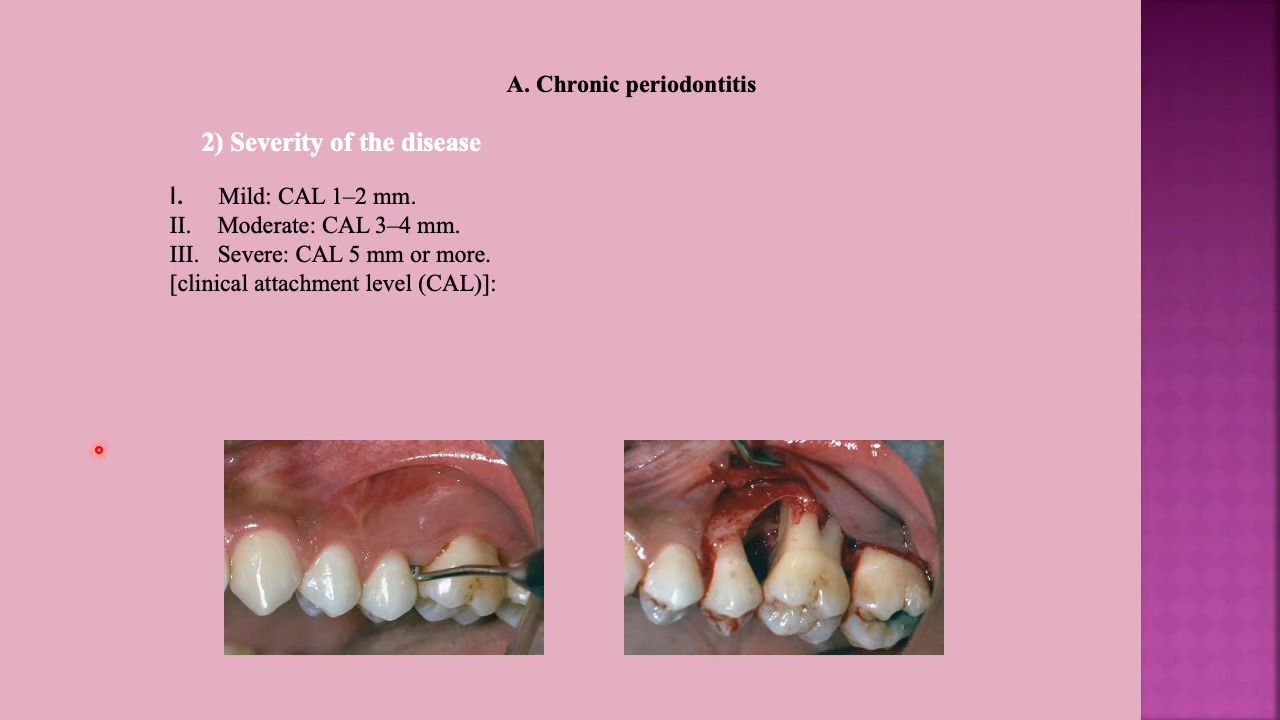 A. Chronic periodontitis
2) Severity of the disease
I. Mild: CAL 1–2 mm.
II. Moderate: CAL 3–4 mm.
III. Severe: CAL 5 mm or more.
[clinical attachment level (CAL)]: